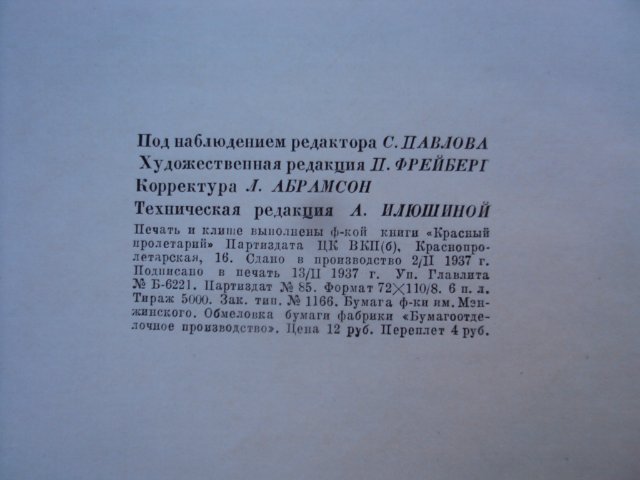 Под наблюдением редактора С. ПАВЛОВА
Художественная редакция П. ФРЕЙБЕРГ
Корректура Л. АБРАМСОН
Техническая редакция А. ИЛЮШИНОЙ
Печать и клише выполнены ф-кой книги «Красный
пролетарий» Партиздата ЦК ВКП(б), Краснопро-
летарская, 16. Сдано в производство 2/II 1937 г.
Подписано в печать 13/II 1937 г. Уп. Главлита
№ Б-6221. Партиздат № 85. Формат 72×110/8. 6 п. л.
Тираж 5000. Зак. тип. № 1166. Бумага ф-ки им. Мэн-
жинского. Обмеловка бумаги фабрики «Бумагоотде-
лочное производство». Цена 12 руб. Переплет 4 руб.